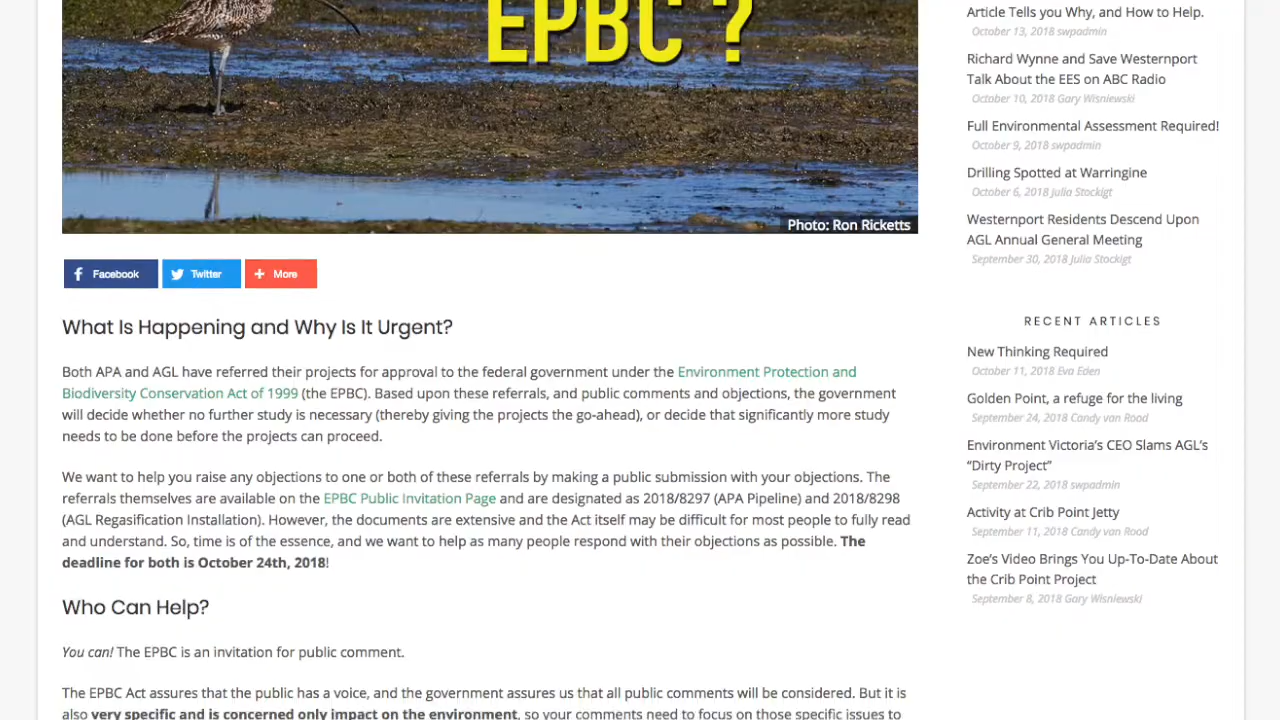 EPBC ?
Photo: Ron Ricketts
Facebook
Twitter
More
What Is Happening and Why Is It Urgent?
Both APA and AGL have referred their projects for approval to the federal government under the Environment Protection and
Biodiversity Conservation Act of 1999 (the EPBC). Based upon these referrals, and public comments and objections, the government
will decide whether no further study is necessary (thereby giving the projects the go-ahead), or decide that significantly more study
needs to be done before the projects can proceed.
We want to help you raise any objections to one or both of these referrals by making a public submission with your objections. The
referrals themselves are available on the EPBC Public Invitation Page and are designated as 2018/8297 (APA Pipeline) and 2018/8298
(AGL Regasification Installation). However, the documents are extensive and the Act itself may be difficult for most people to fully read
and understand. So, time is of the essence, and we want to help as many people respond with their objections as possible. The
deadline for both is October 24th, 2018!
Who Can Help?
You can! The EPBC is an invitation for public comment.
The EPBC Act assures that the public has a voice, and the government assures us that all public comments will be considered. But it is
also very specific and is concerned only impact on the environment, so your comments need to focus on those specific issues to
Article Tells you Why, and How to Help.
October 13, 2018 swpadmin
Richard Wynne and Save Westernport
Talk About the EES on ABC Radio
October 10, 2018 Gary Wisniewski
Full Environmental Assessment Required!
October 9, 2018 swpadmin
Drilling Spotted at Warringine
October 6, 2018 Julia Stockigt
Westernport Residents Descend Upon
AGL Annual General Meeting
September 30, 2018 Julia Stockigt
RECENT ARTICLES
New Thinking Required
October 11, 2018 Eva Eden
Golden Point, a refuge for the living
September 24, 2018 Candy van Rood
Environment Victoria’s CEO Slams AGL’s
“Dirty Project”
September 22, 2018 swpadmin
Activity at Crib Point Jetty
September 11, 2018 Candy van Rood
Zoe’s Video Brings You Up-To-Date About
the Crib Point Project
September 8, 2018 Gary Wisniewski